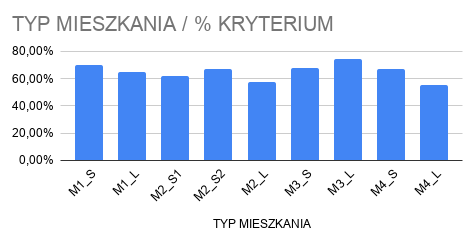 TYP MIESZKANIA / % KRYTERIUM
80,00%
60,00%
40,00%
20,00%
0,00%
M1_S
M1_L
M2_S1
M2_S2
M2_L
M3_S
M3_L
M4_S
M4_L
TYP MIESZKANIA